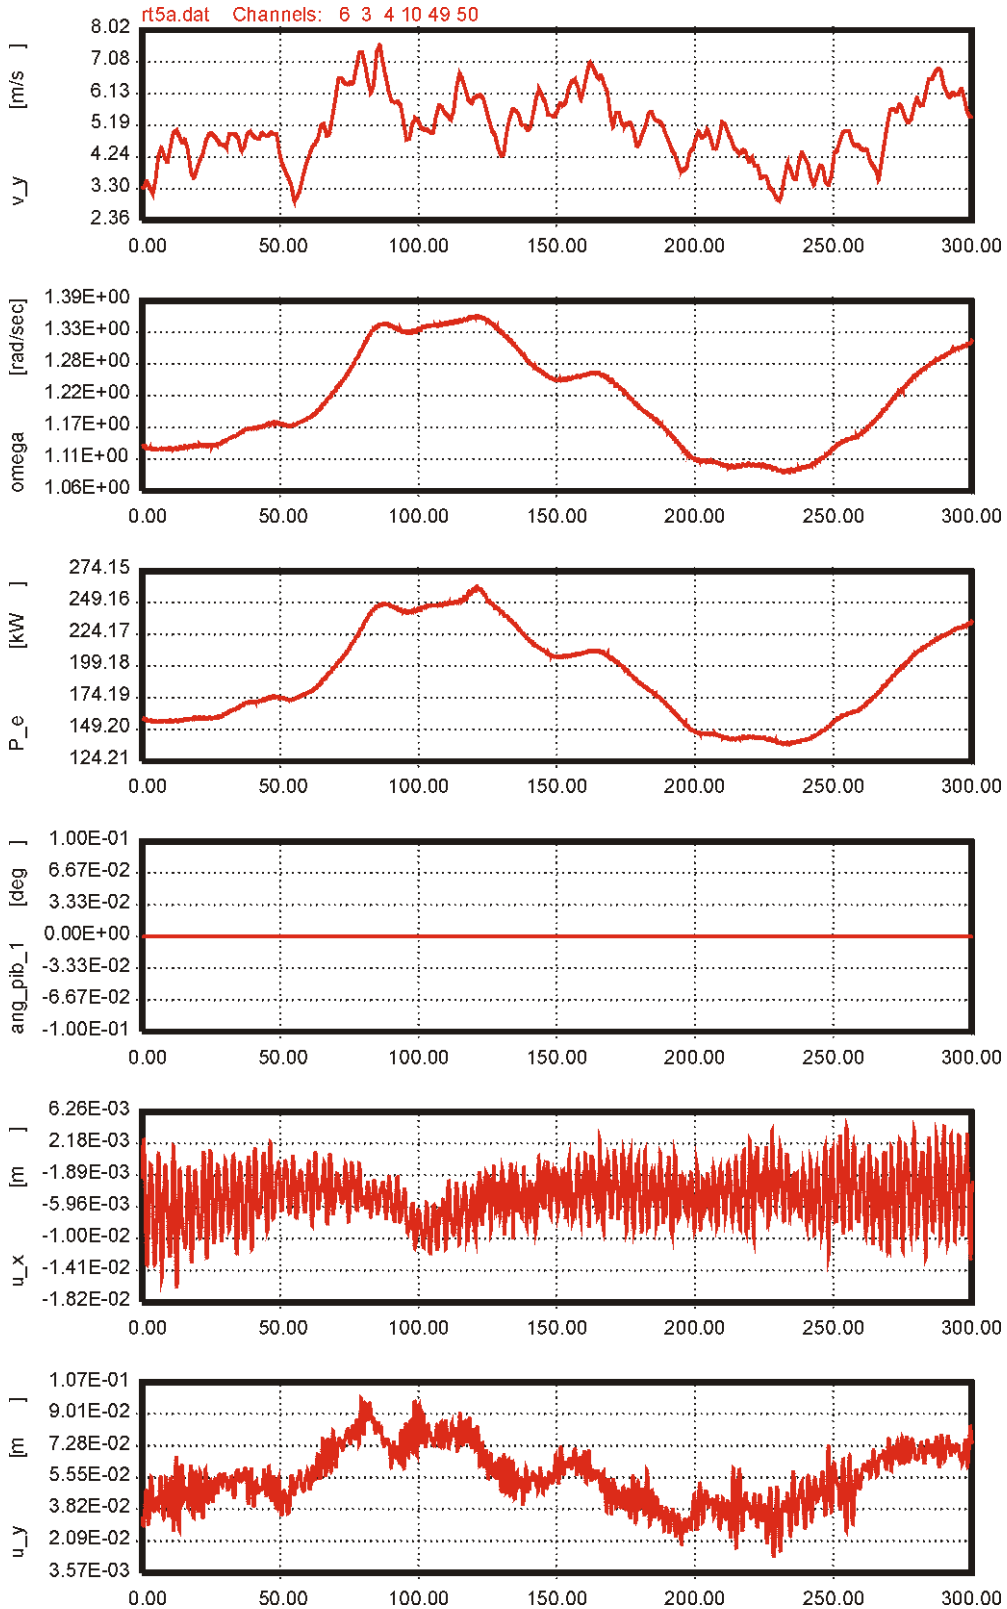 rt5a.dat Channels: 6 3 4 10 49 50
v_y [m/s ]
8.02
7.08
6.13
5.19
4.24
3.30
2.36
0.00 50.00 100.00 150.00 200.00 250.00 300.00
omega [rad/sec]
1.39E+00
1.33E+00
1.28E+00
1.22E+00
1.17E+00
1.11E+00
1.06E+00
0.00 50.00 100.00 150.00 200.00 250.00 300.00
P_e [kW ]
274.15
249.16
224.17
199.18
174.19
149.20
124.21
0.00 50.00 100.00 150.00 200.00 250.00 300.00
ang_pib_1 [deg ]
1.00E-01
6.67E-02
3.33E-02
0.00E+00
-3.33E-02
-6.67E-02
-1.00E-01
0.00 50.00 100.00 150.00 200.00 250.00 300.00
u_x [m ]
6.26E-03
2.18E-03
-1.89E-03
-5.96E-03
-1.00E-02
-1.41E-02
-1.82E-02
0.00 50.00 100.00 150.00 200.00 250.00 300.00
u_y [m ]
1.07E-01
9.01E-02
7.28E-02
5.55E-02
3.82E-02
2.09E-02
3.57E-03
0.00 50.00 100.00 150.00 200.00 250.00 300.00